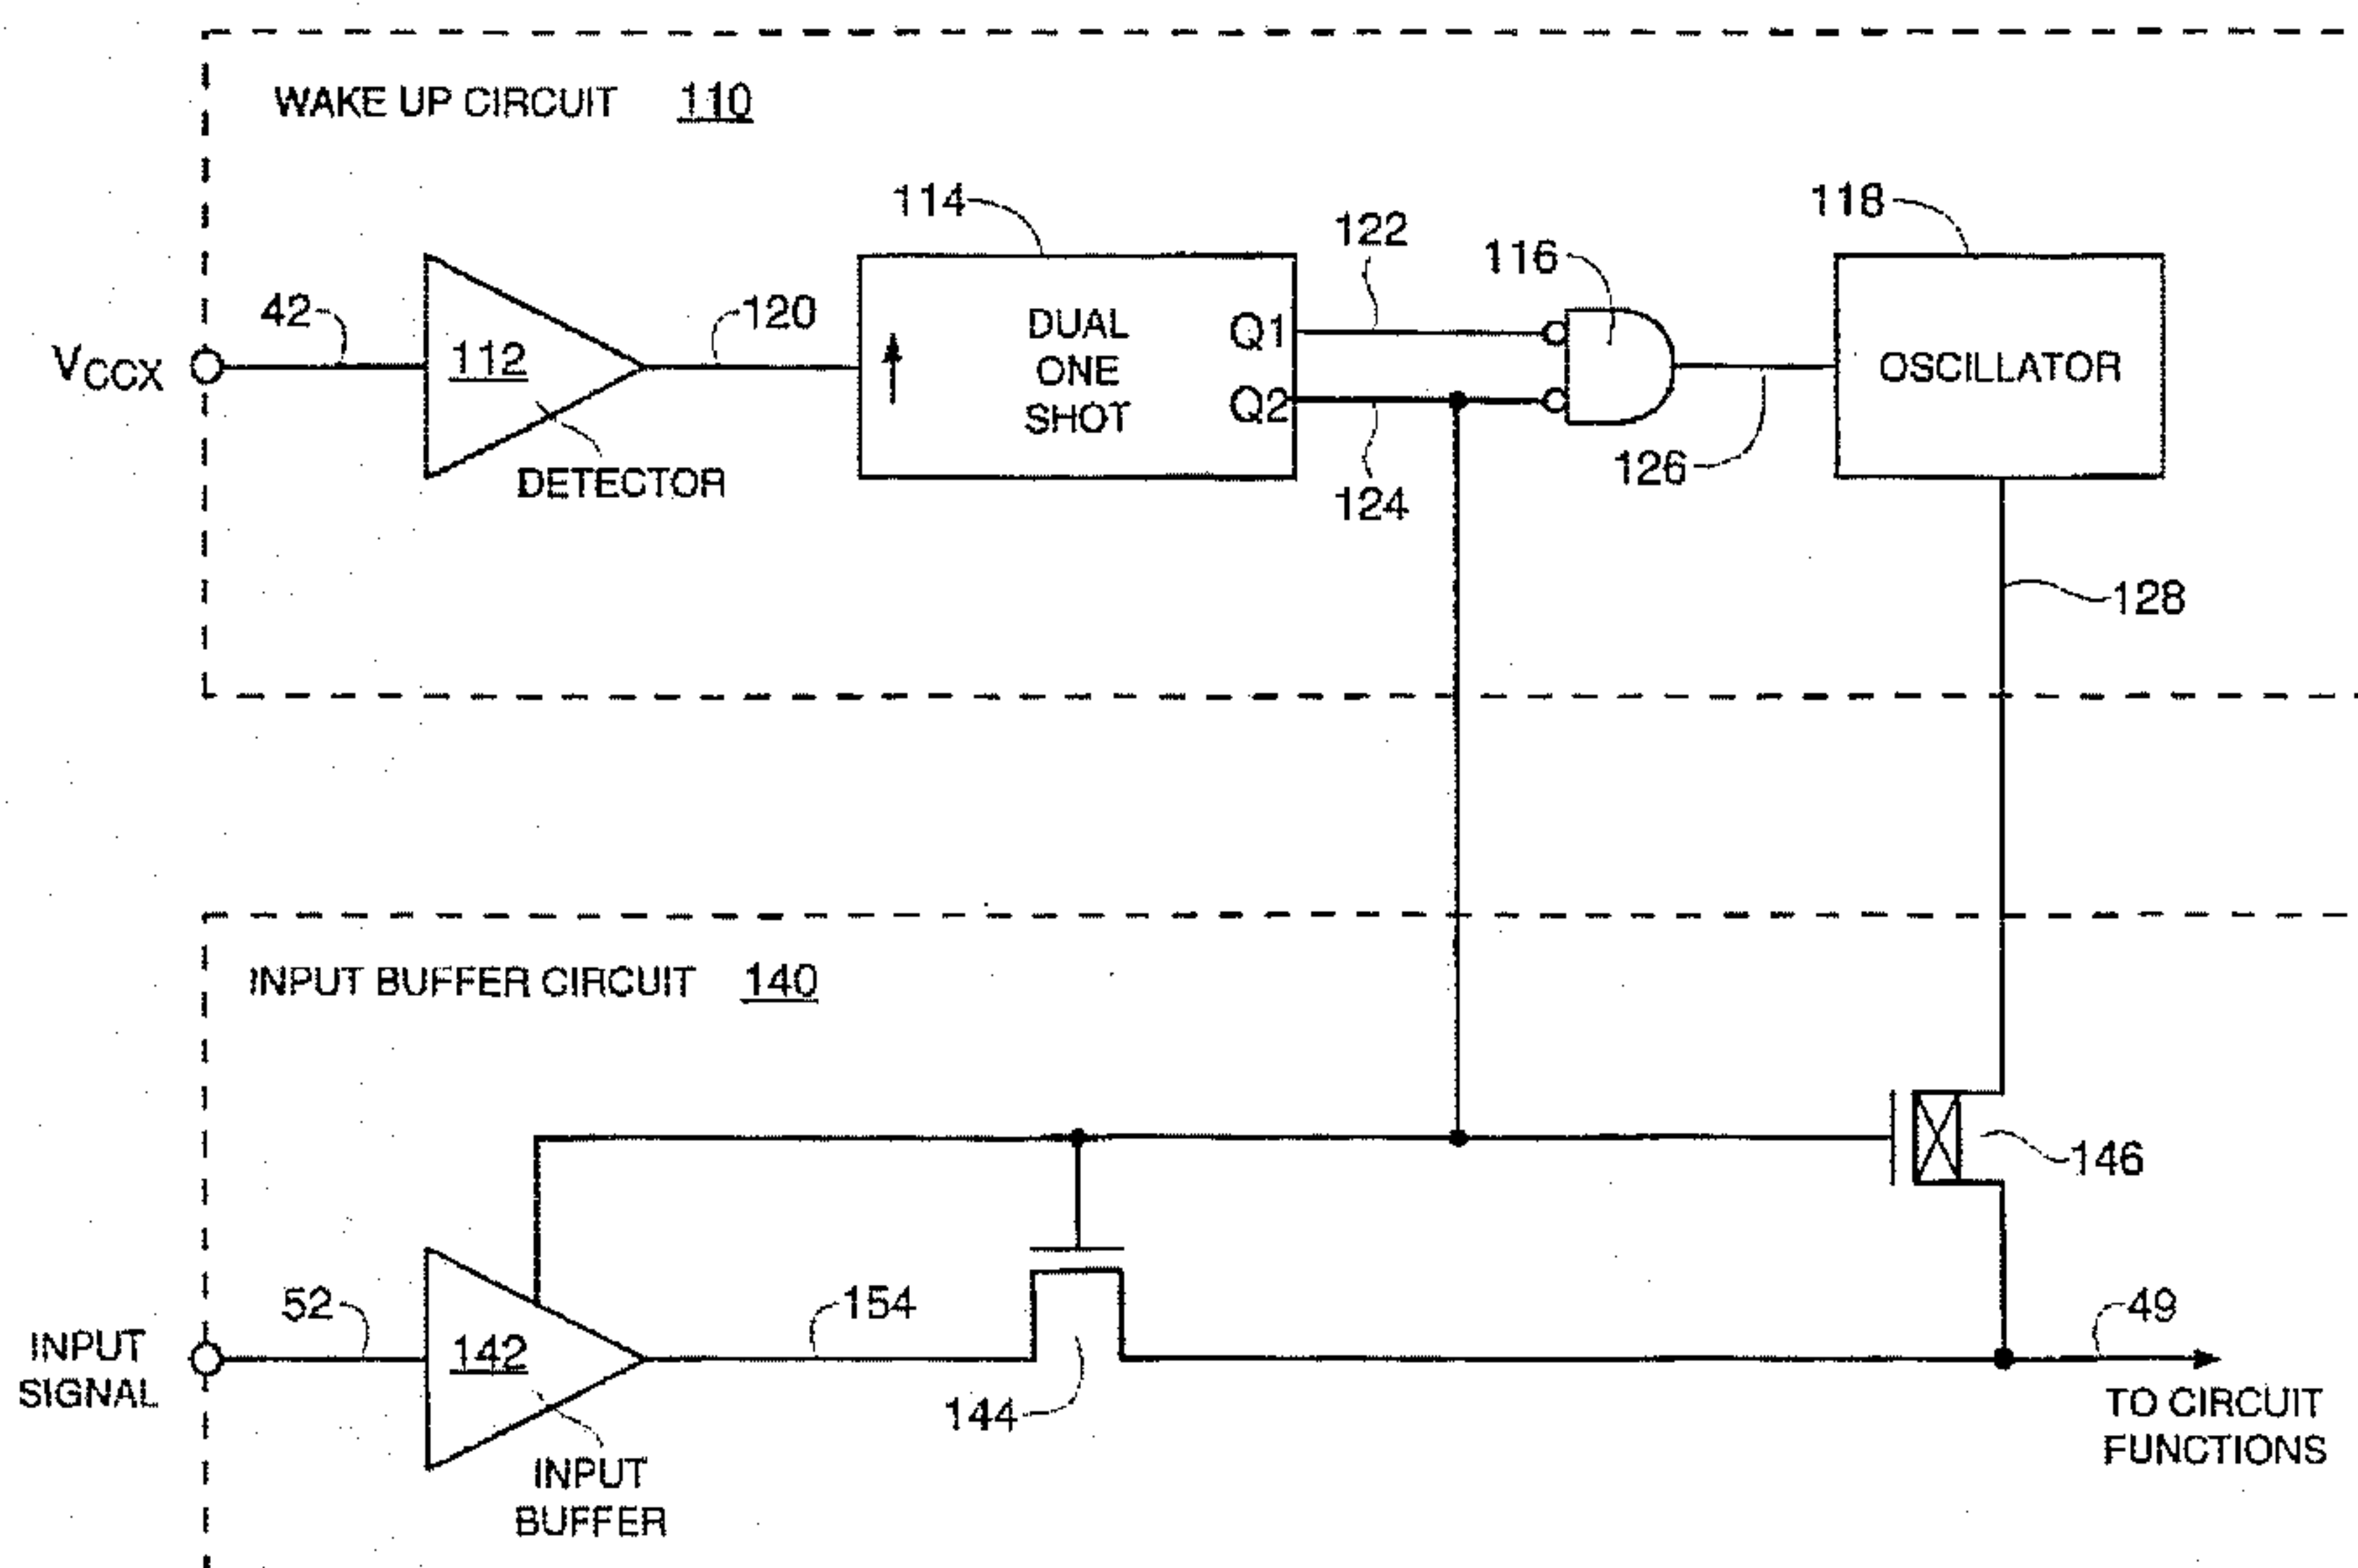 WAKE UP CIRCUIT 110
114
118
122
116
42
120
VCCX
112
DETECTOR
DUAL
ONE
SHOT
Q1
Q2
OSCILLATOR
126
124
128
INPUT BUFFER CIRCUIT 140
146
52
154
49
INPUT
SIGNAL
142
144
INPUT
BUFFER
TO CIRCUIT
FUNCTIONS